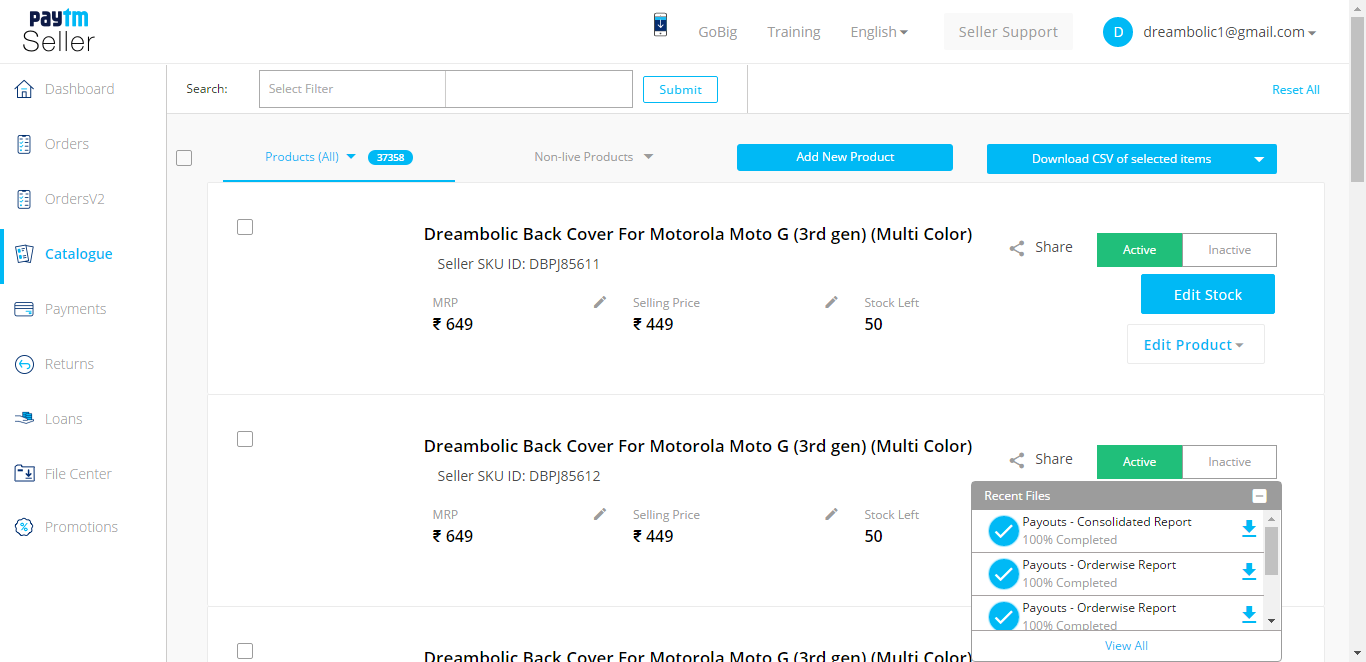 paytm
Seller
GoBig
Training
English
Seller Support
D
dreambolic1@gmail.com
Dashboard
Orders
OrdersV2
Catalogue
Payments
Returns
Loans
File Center
Promotions
Search:
Select Filter
Submit
Reset All
Products (All)
37358
Non-live Products
Add New Product
Download CSV of selected items
Dreambolic Back Cover For Motorola Moto G (3rd gen) (Multi Color)
Seller SKU ID: DBPJ85611
MRP
Selling Price
Stock Left
₹ 649
₹ 449
50
Share
Active
Inactive
Edit Stock
Edit Product
Dreambolic Back Cover For Motorola Moto G (3rd gen) (Multi Color)
Seller SKU ID: DBPJ85612
MRP
Selling Price
Stock Left
₹ 649
₹ 449
50
Share
Active
Inactive
Dreambolic Back Cover For Motorola Moto G (3rd gen) (Multi Color)
Recent Files
Payouts - Consolidated Report
100% Completed
Payouts - Orderwise Report
100% Completed
Payouts - Orderwise Report
100% Completed
View All